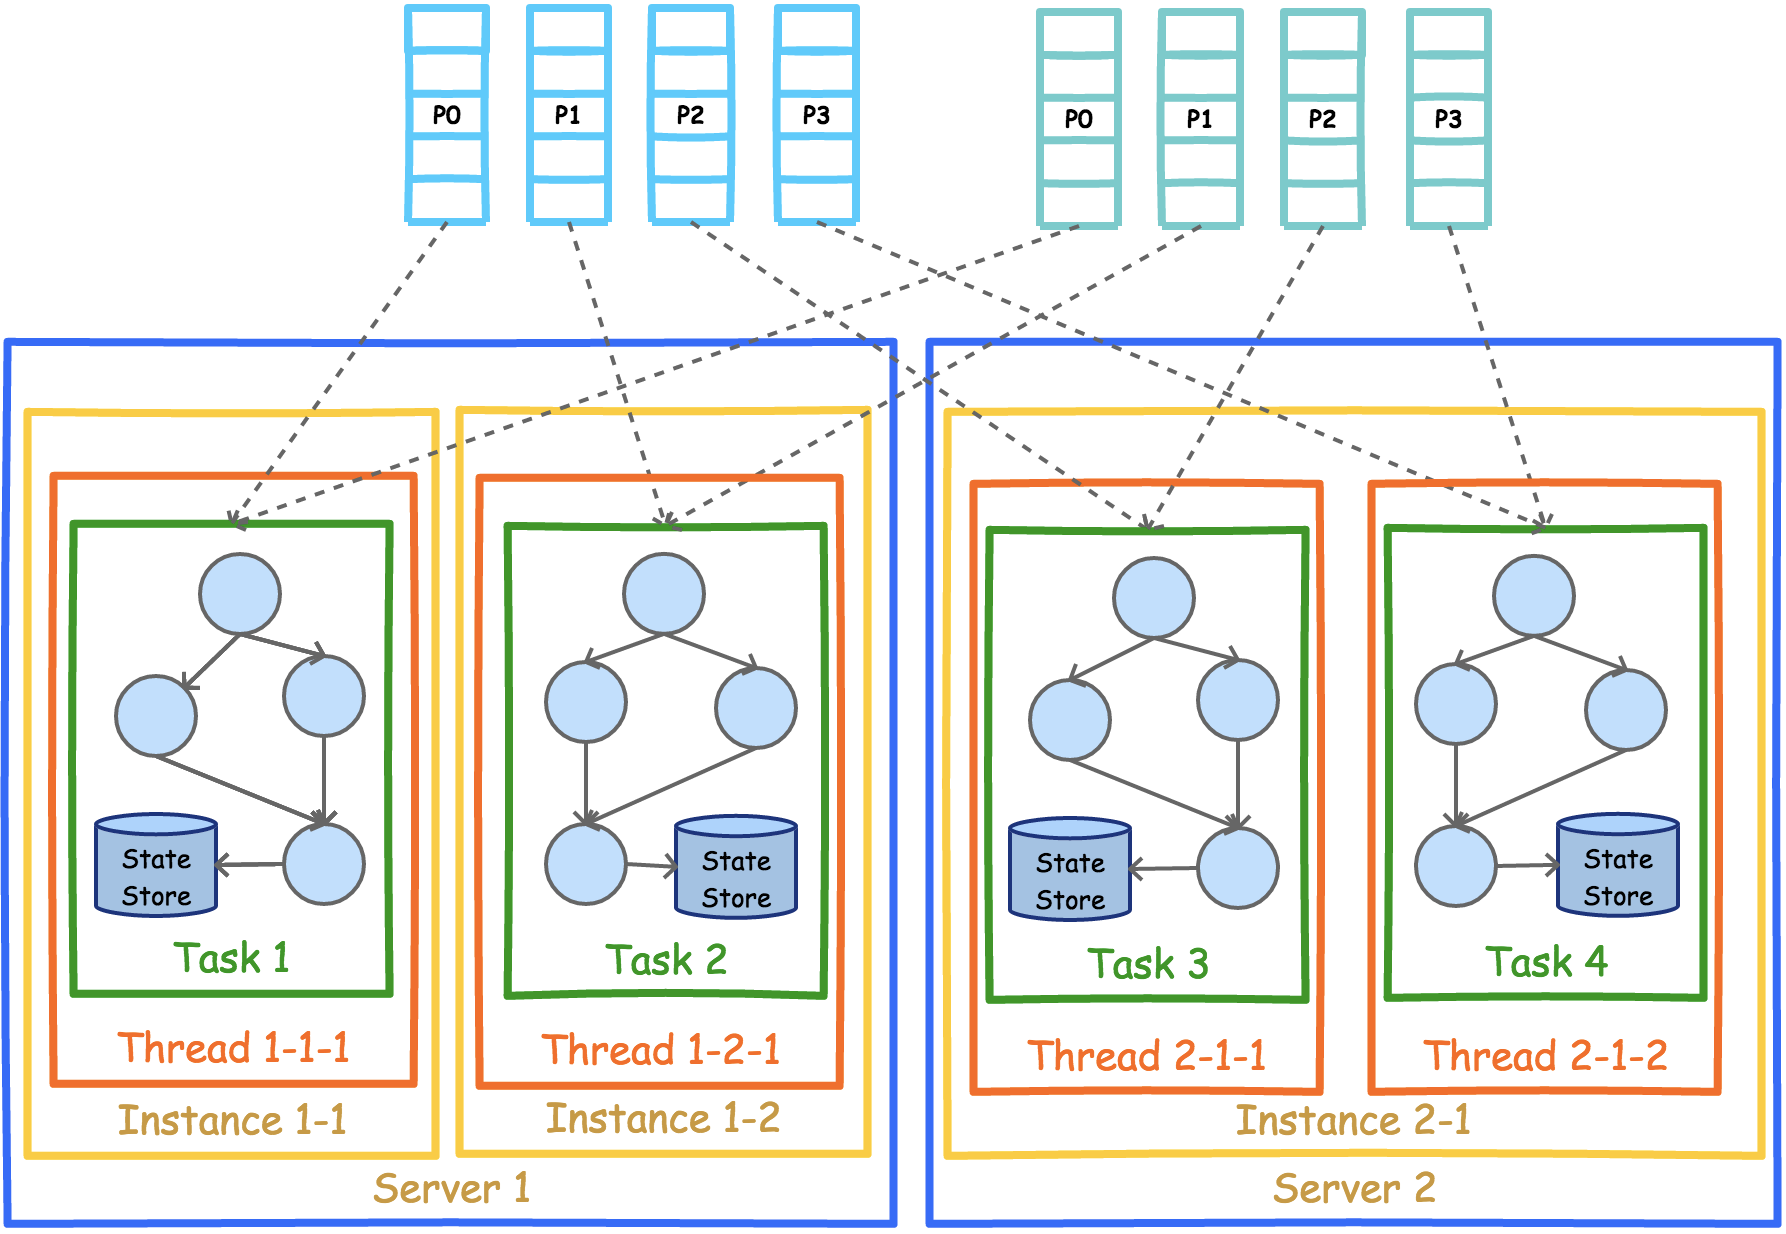 P0
P1
P2
P3
P0
P1
P2
P3
State
Store
Task 1
Thread 1-1-1
Instance 1-1
State
Store
Task 2
Thread 1-2-1
Instance 1-2
Server 1
State
Store
Task 3
Thread 2-1-1
State
Store
Task 4
Thread 2-1-2
Instance 2-1
Server 2